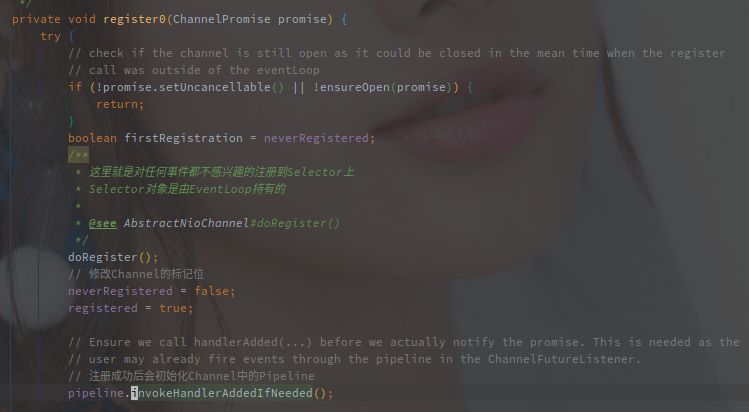 */
private void register0(ChannelPromise promise) {
try {
// check if the channel is still open as it could be closed in the mean time when the register
// call was outside of the eventLoop
if (!promise.setUncancellable() || !ensureOpen(promise)) {
return;
}
boolean firstRegistration = neverRegistered;
/**
* 这里就是对任何事件都不感兴趣的注册到Selector上
* Selector对象是由EventLoop持有的
*
* @see AbstractNioChannel#doRegister()
*/
doRegister();
// 修改Channel的标记位
neverRegistered = false;
registered = true;
// Ensure we call handlerAdded(...) before we actually notify the promise. This is needed as the
// user may already fire events through the pipeline in the ChannelFutureListener.
// 注册成功后会初始化Channel中的Pipeline
pipeline.invokeHandlerAddedIfNeeded();